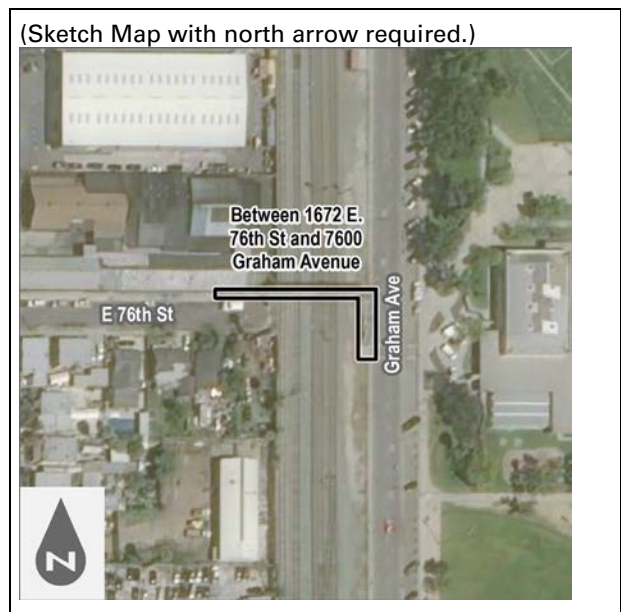 (Sketch Map with north arrow required.)
Between 1672 E.
76th St and 7600
Graham Avenue
E 76th St
Graham Ave
N